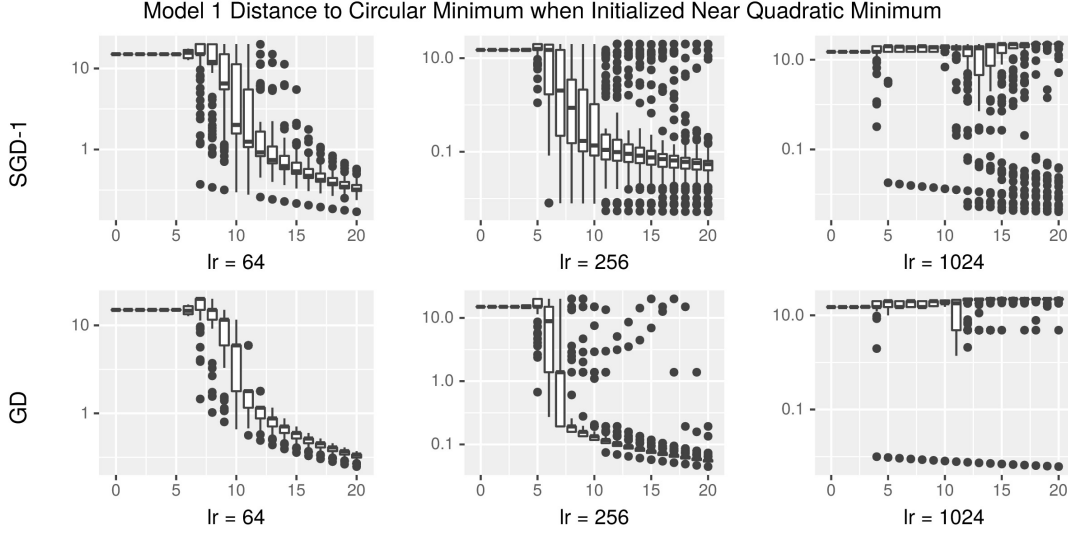 Model 1 Distance to Circular Minimum when Initialized Near Quadratic Minimum
SGD-1
10
1
0 5 10 15 20
lr = 64
10.0
0.1
0 5 10 15 20
lr = 256
10.0
0.1
0 5 10 15 20
lr = 1024
GD
10
1
0 5 10 15 20
lr = 64
10.0
1.0
0.1
0 5 10 15 20
lr = 256
10.0
0.1
0 5 10 15 20
lr = 1024